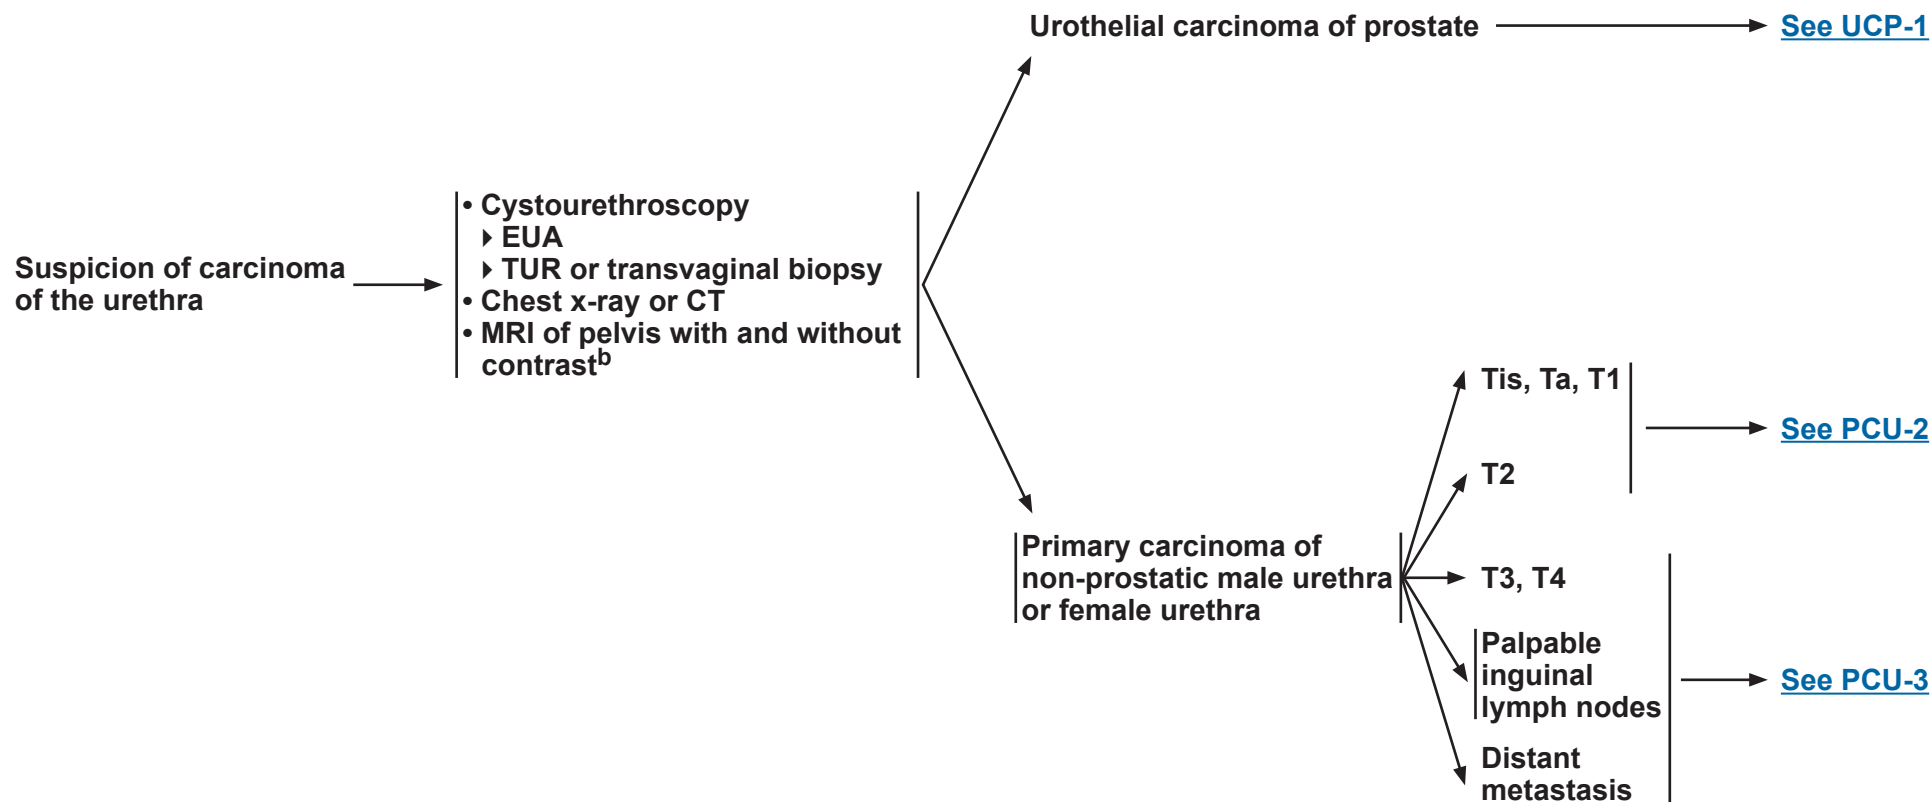 Urothelial carcinoma of prostate
See UCP-1
Suspicion of carcinoma
of the urethra
• Cystourethroscopy
▸ EUA
▸ TUR or transvaginal biopsy
• Chest x-ray or CT
• MRI of pelvis with and without
contrastᵇ
Primary carcinoma of
non-prostatic male urethra
or female urethra
Tis, Ta, T1
T2
See PCU-2
T3, T4
Palpable
inguinal
lymph nodes
Distant
metastasis
See PCU-3